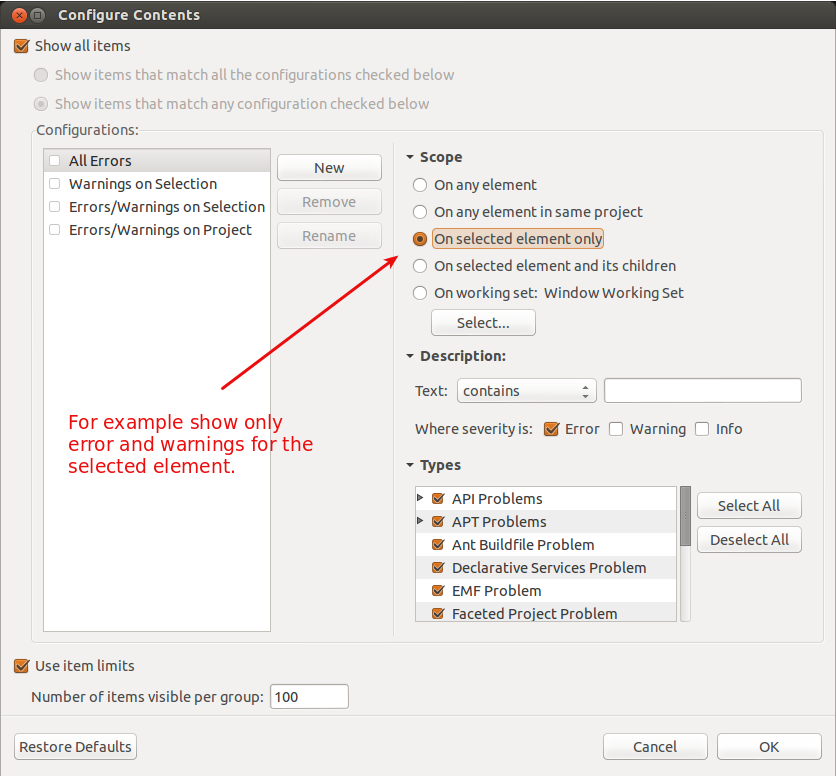 Configure Contents
Show all items
Show items that match all the configurations checked below
Show items that match any configuration checked below
Configurations:
All Errors
Warnings on Selection
Errors/Warnings on Selection
Errors/Warnings on Project
New
Remove
Rename
For example show only
error and warnings for the
selected element.
Scope
On any element
On any element in same project
On selected element only
On selected element and its children
On working set: Window Working Set
Select...
Description:
Text: contains
Where severity is: Error Warning Info
Types
API Problems
APT Problems
Ant Buildfile Problem
Declarative Services Problem
EMF Problem
Faceted Project Problem
Select All
Deselect All
Use item limits
Number of items visible per group: 100
Restore Defaults
Cancel
OK